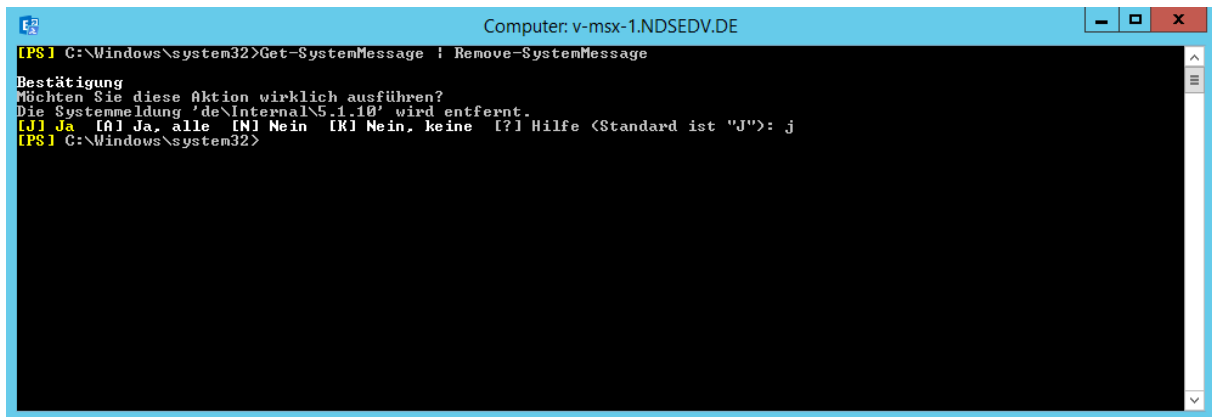 Computer: v-msx-1.NDSEDV.DE
[PS] C:\Windows\system32>Get-SystemMessage | Remove-SystemMessage
Bestätigung
Möchten Sie diese Aktion wirklich ausführen?
Die Systemmeldung 'de\Internal\5.1.10' wird entfernt.
[J] Ja  [A] Ja, alle  [N] Nein  [K] Nein, keine  [?] Hilfe (Standard ist "J"): j
[PS] C:\Windows\system32>